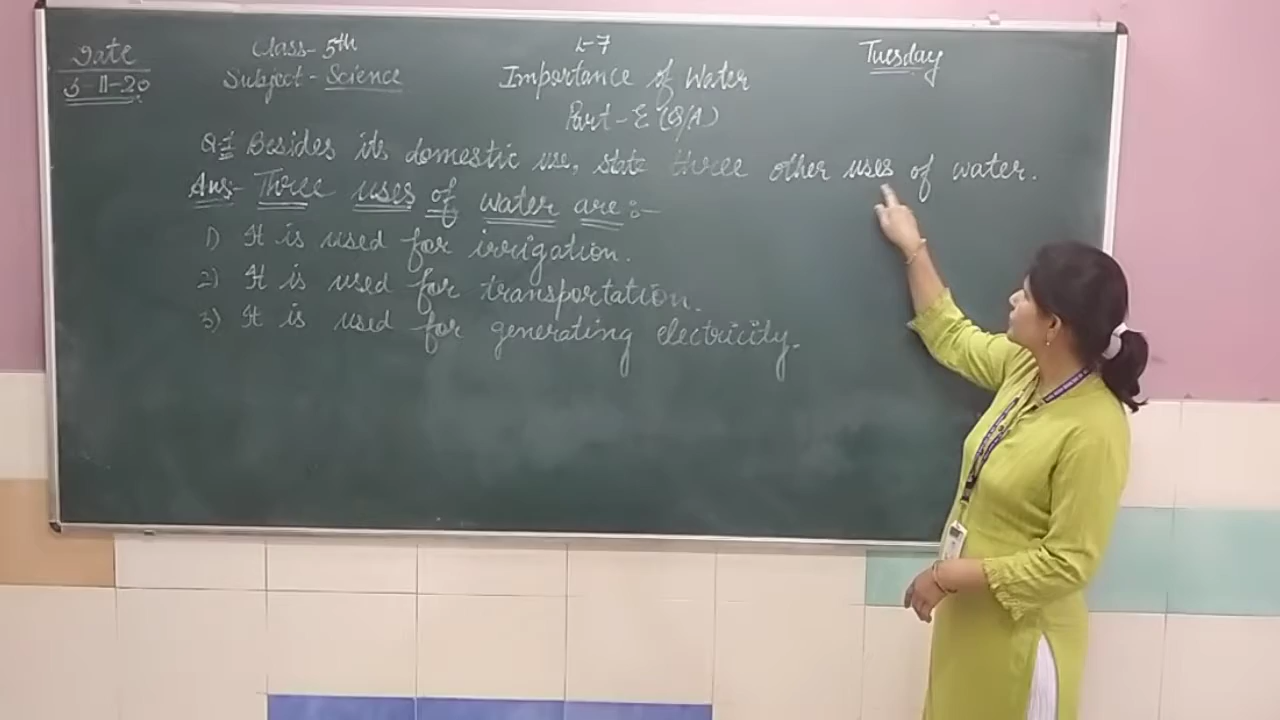 Date Class- 5th L-7 Tuesday
3-11-20 Subject - Science Importance of Water
Part - E (Q/A)
Q.1 Besides its domestic use, state three other uses of water.
Ans- Three uses of water are :-
1) It is used for irrigation.
2) It is used for transportation.
3) It is used for generating electricity.